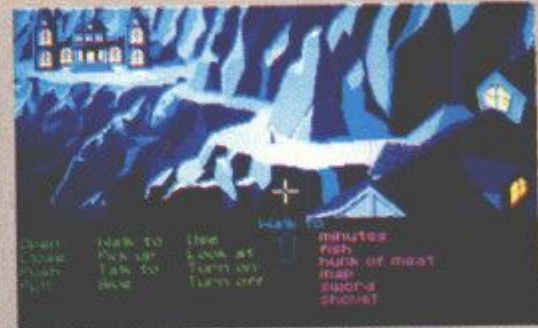 Walk to
Open Walk to Use
Close Pick up Look at
Push Talk to Turn on
Pull Give Turn off
minutes
fish
hunk of meat
map
sword
shovel